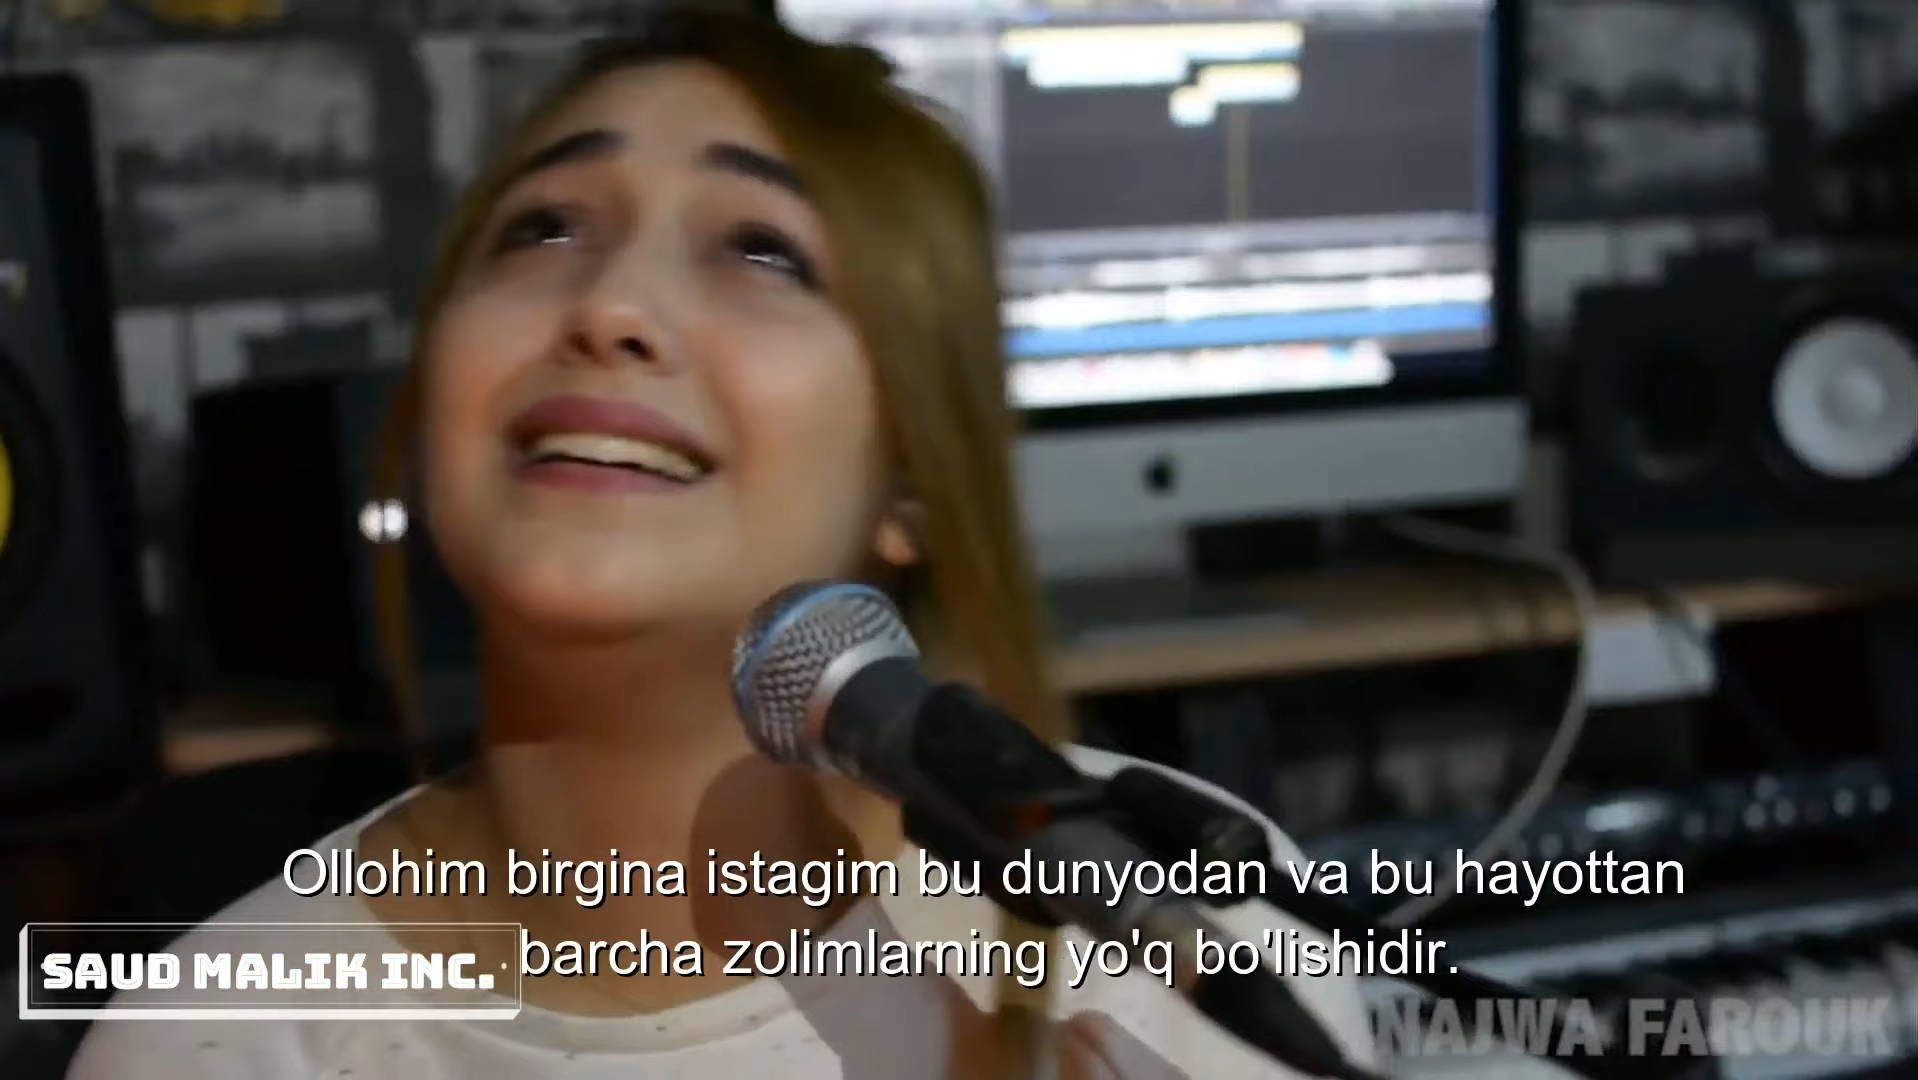 Ollohim birgina istagim bu dunyodan va bu hayottan
barcha zolimlarning yo'q bo'lishidir.
SAUD MALIK INC.
NAJWA FAROUK